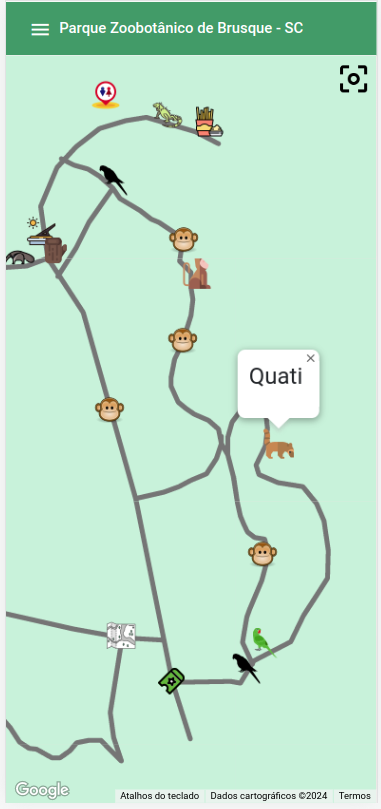 Parque Zoobotânico de Brusque - SC
Quati
Google
Atalhos do teclado
Dados cartográficos ©2024
Termos